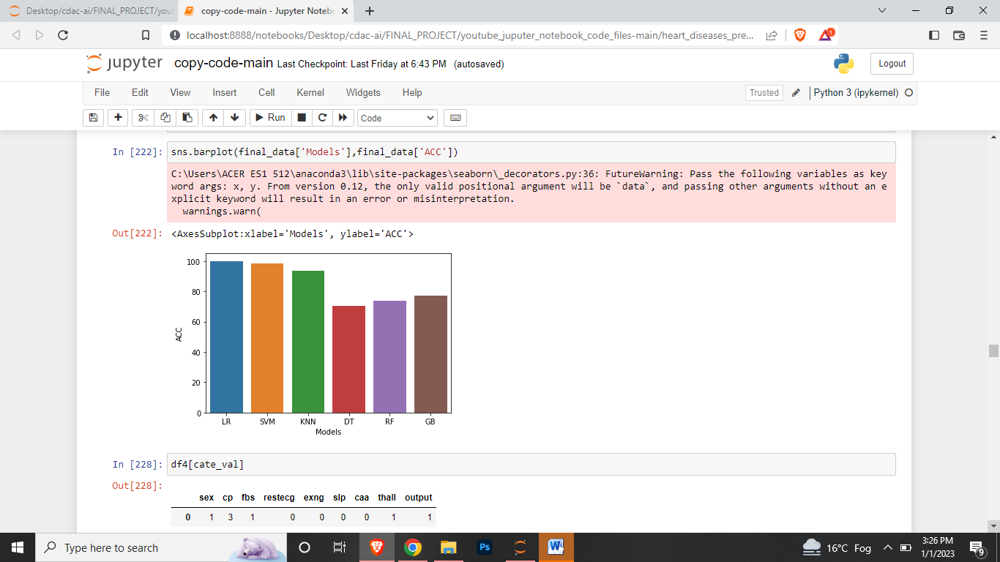 Desktop/cdac-ai/FINAL_PROJECT/yout
copy-code-main - Jupyter Notebo
localhost:8888/notebooks/Desktop/cdac-ai/FINAL_PROJECT/youtube_juputer_notebook_code_files-main/heart_diseases_pre...
1
jupyter copy-code-main Last Checkpoint: Last Friday at 6:43 PM (autosaved)
Logout
File Edit View Insert Cell Kernel Widgets Help
Trusted
Python 3 (ipykernel)
Run
Code
In [222]: sns.barplot(final_data['Models'],final_data['ACC'])
C:\Users\ACER ES1 512\anaconda3\lib\site-packages\seaborn\_decorators.py:36: FutureWarning: Pass the following variables as key
word args: x, y. From version 0.12, the only valid positional argument will be `data`, and passing other arguments without an e
xplicit keyword will result in an error or misinterpretation.
warnings.warn(
Out[222]: <AxesSubplot:xlabel='Models', ylabel='ACC'>
100
80
60
40
20
0
ACC
LR SVM KNN DT RF GB
Models
In [228]: df4[cate_val]
Out[228]:
sex cp fbs restecg exng slp caa thall output
0 1 3 1 0 0 0 0 1 1
Type here to search
Ps
W
16°C Fog
3:26 PM
1/1/2023
9